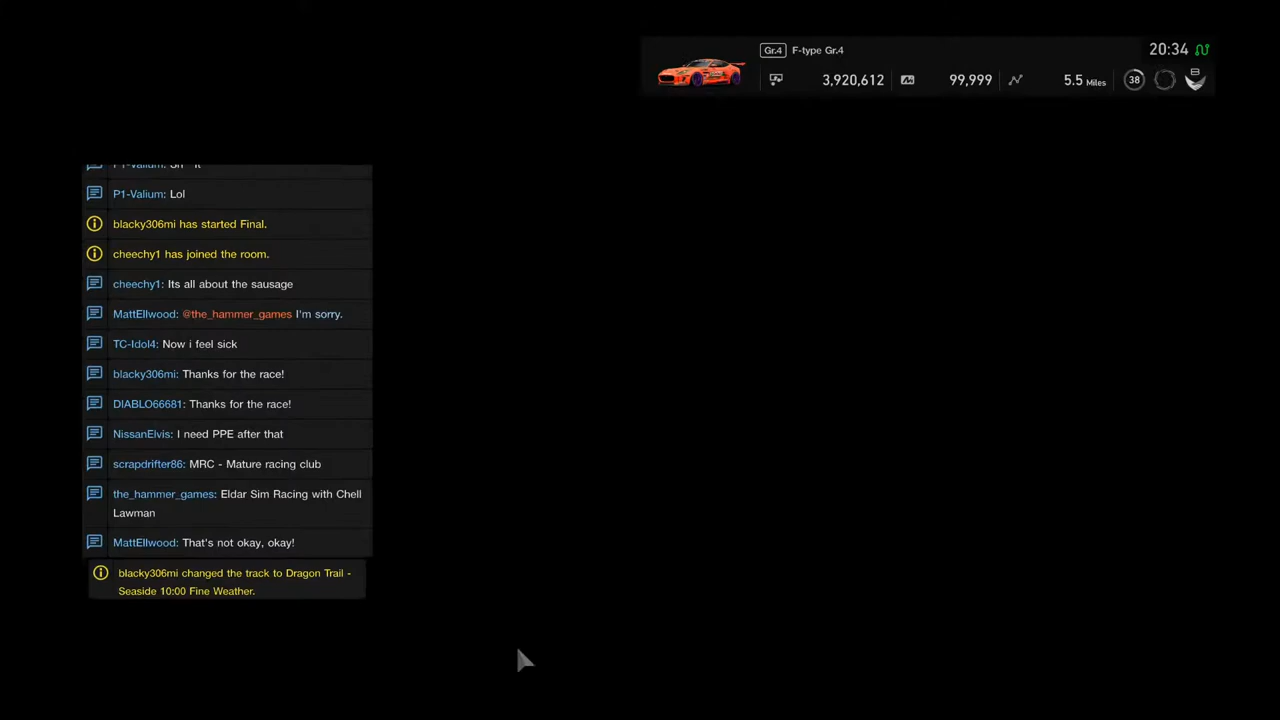 Gr.4 F-type Gr.4 20:34
3,920,612 99,999 5.5 Miles 38
P1-Valium: Sh
P1-Valium: Lol
blacky306mi has started Final.
cheechy1 has joined the room.
cheechy1: Its all about the sausage
MattEllwood: @the_hammer_games I'm sorry.
TC-Idol4: Now i feel sick
blacky306mi: Thanks for the race!
DIABLO66681: Thanks for the race!
NissanElvis: I need PPE after that
scrapdrifter86: MRC - Mature racing club
the_hammer_games: Eldar Sim Racing with Chell
Lawman
MattEllwood: That's not okay, okay!
blacky306mi changed the track to Dragon Trail -
Seaside 10:00 Fine Weather.